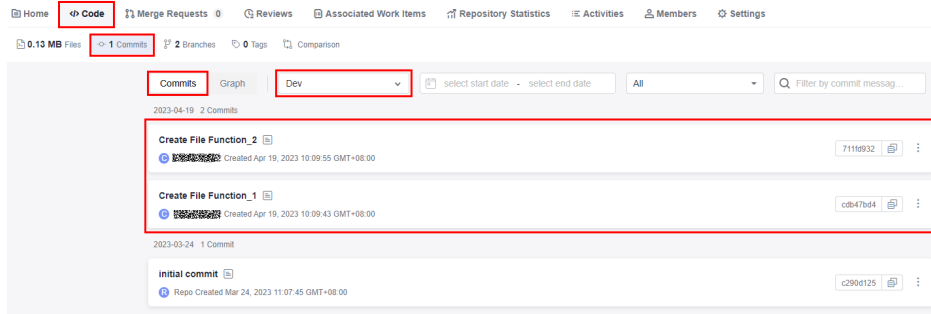 Home Code Merge Requests 0 Reviews Associated Work Items Repository Statistics Activities Members Settings
0.13 MB Files 1 Commits 2 Branches 0 Tags Comparison
Commits Graph Dev select start date - select end date All Filter by commit messag...
2023-04-19 2 Commits
Create File Function_2
C Created Apr 19, 2023 10:09:55 GMT+08:00
711fd932
Create File Function_1
C Created Apr 19, 2023 10:09:43 GMT+08:00
cdb47bd4
2023-03-24 1 Commit
initial commit
R Repo Created Mar 24, 2023 11:07:45 GMT+08:00
c290d125